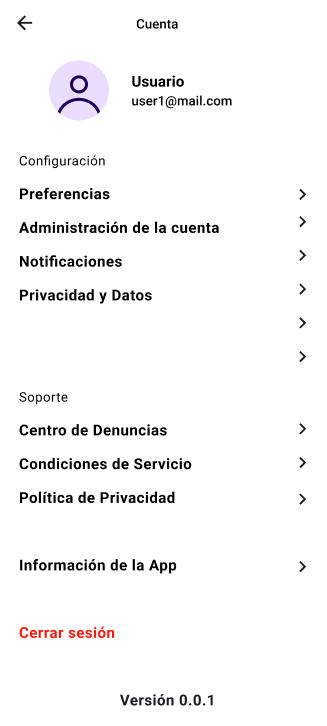 Cuenta
Usuario
user1@mail.com
Configuración
Preferencias
Administración de la cuenta
Notificaciones
Privacidad y Datos
Soporte
Centro de Denuncias
Condiciones de Servicio
Política de Privacidad
Información de la App
Cerrar sesión
Versión 0.0.1